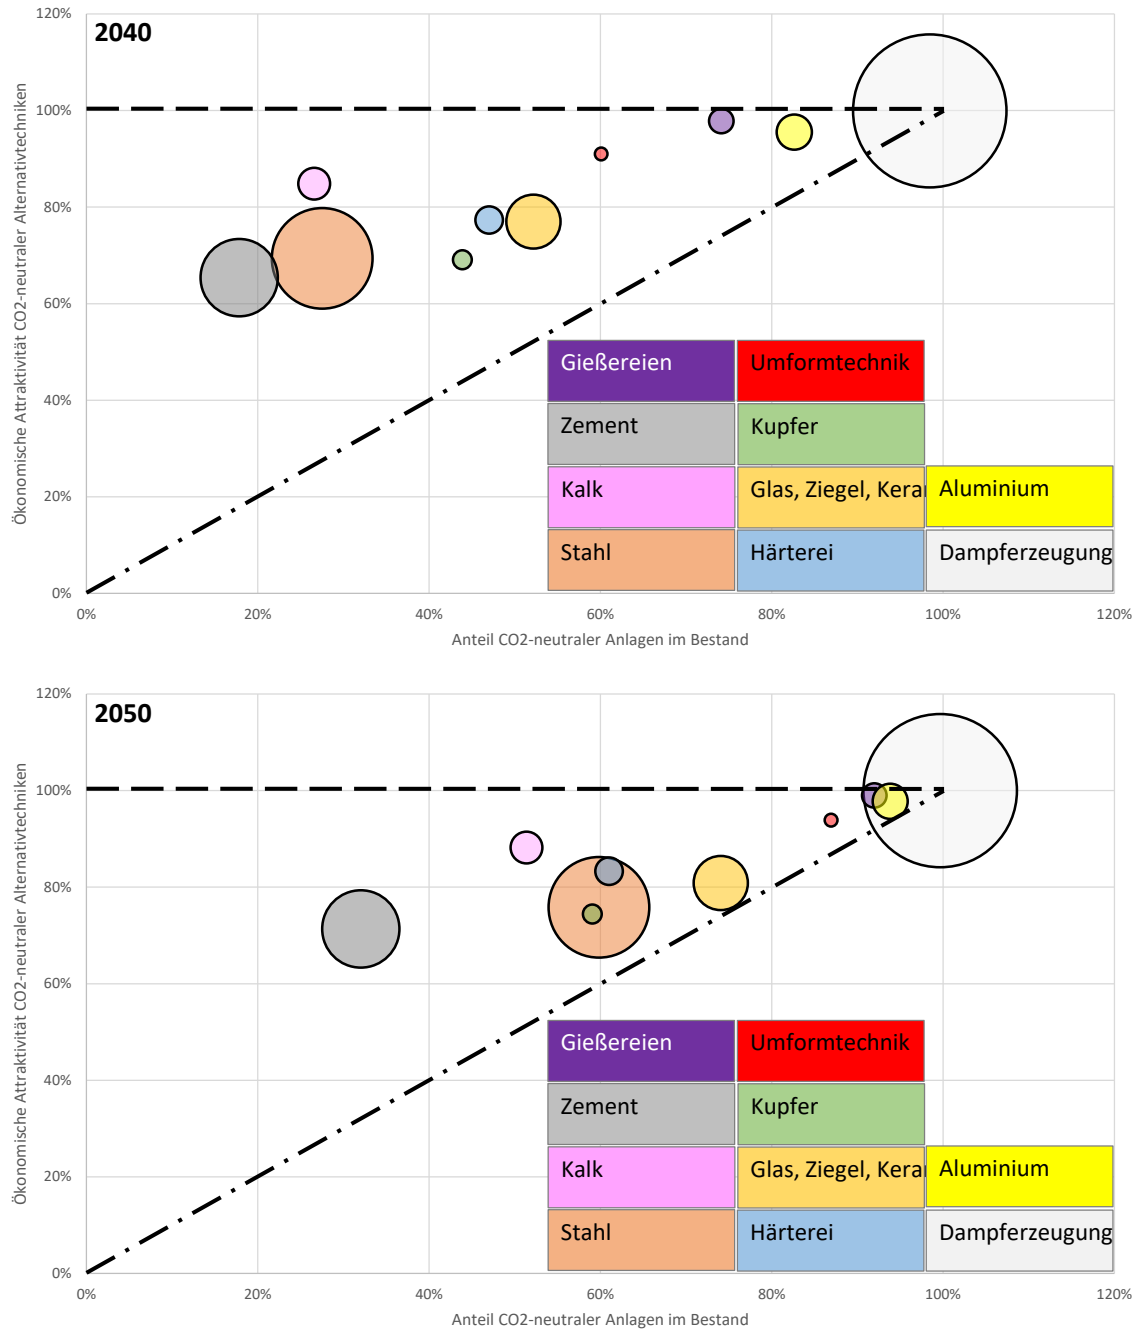 2040
120%
100%
80%
60%
40%
20%
0%
Ökonomische Attraktivität CO2-neutraler Alternativtechniken
Gießereien
Umformtechnik
Zement
Kupfer
Kalk
Glas, Ziegel, Kera
Aluminium
Stahl
Härterei
Dampferzeugung
0%
20%
40%
60%
80%
100%
120%
Anteil CO2-neutraler Anlagen im Bestand
2050
120%
100%
80%
60%
40%
20%
0%
Ökonomische Attraktivität CO2-neutraler Alternativtechniken
Gießereien
Umformtechnik
Zement
Kupfer
Kalk
Glas, Ziegel, Kera
Aluminium
Stahl
Härterei
Dampferzeugung
0%
20%
40%
60%
80%
100%
120%
Anteil CO2-neutraler Anlagen im Bestand